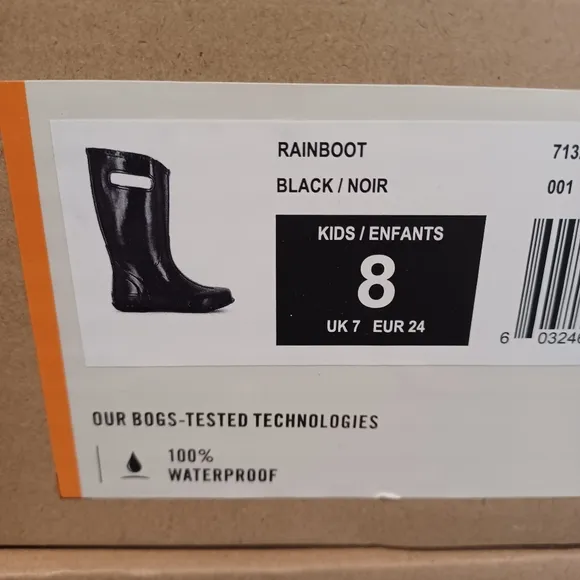 RAINBOOT 713
BLACK / NOIR 001
KIDS / ENFANTS
8
UK 7 EUR 24
6 03246
OUR BOGS-TESTED TECHNOLOGIES
100%
WATERPROOF